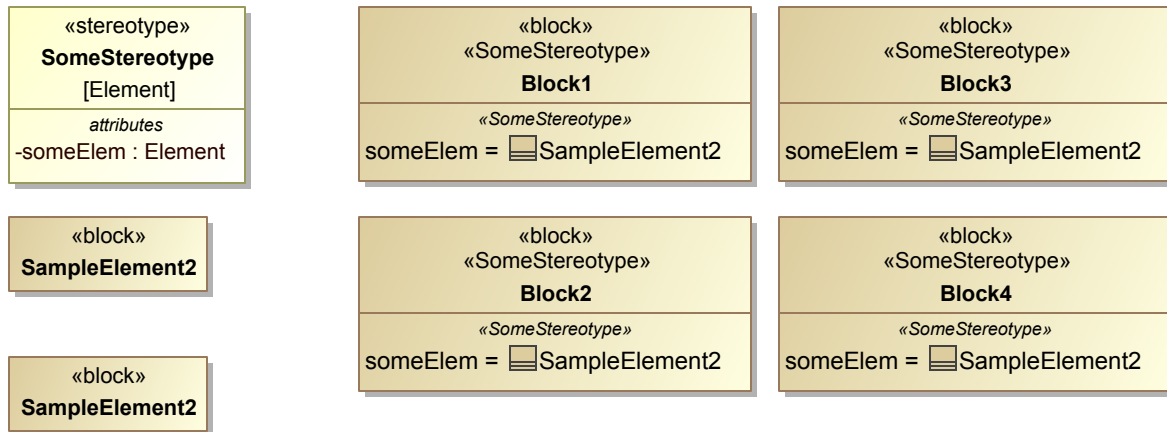 «stereotype»
SomeStereotype
[Element]
attributes
-someElem : Element
«block»
SampleElement2
«block»
SampleElement2
«block»
«SomeStereotype»
Block1
«SomeStereotype»
someElem = SampleElement2
«block»
«SomeStereotype»
Block3
«SomeStereotype»
someElem = SampleElement2
«block»
«SomeStereotype»
Block2
«SomeStereotype»
someElem = SampleElement2
«block»
«SomeStereotype»
Block4
«SomeStereotype»
someElem = SampleElement2